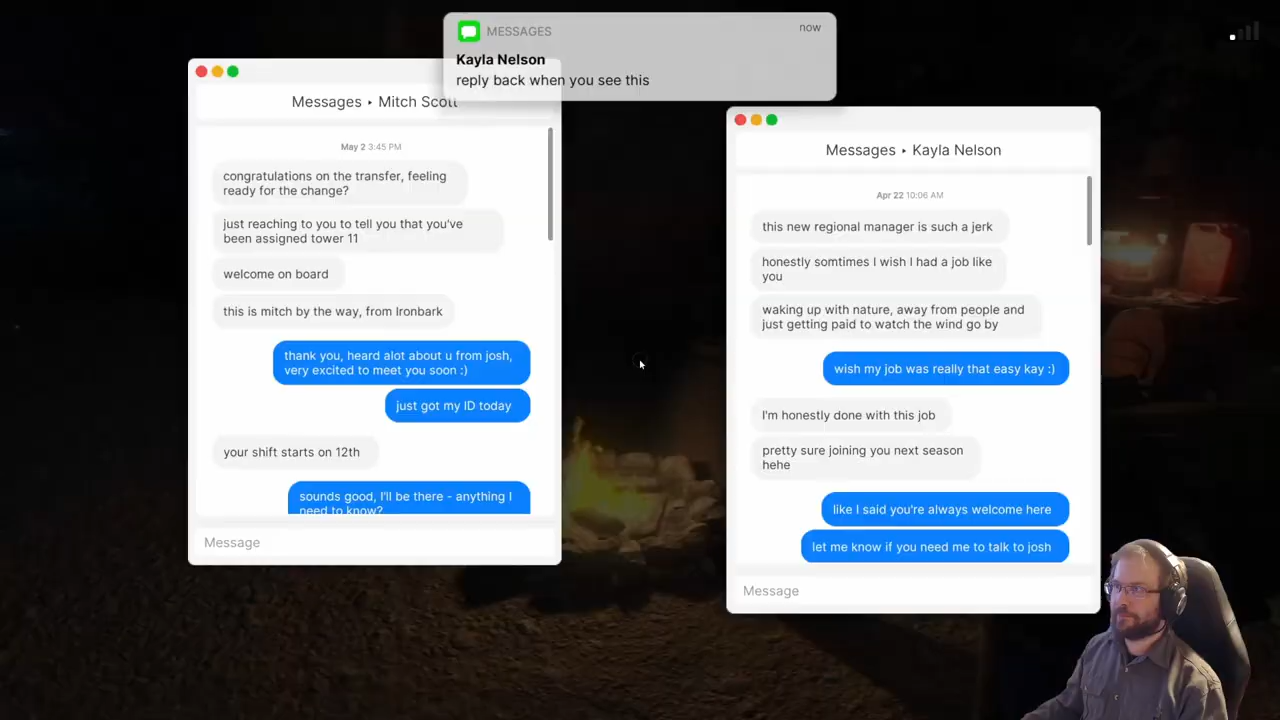 MESSAGES
now
Kayla Nelson
reply back when you see this
Messages ‣ Mitch Scott
May 2 3:45 PM
congratulations on the transfer, feeling
ready for the change?
just reaching to you to tell you that you've
been assigned tower 11
welcome on board
this is mitch by the way, from Ironbark
thank you, heard alot about u from josh,
very excited to meet you soon :)
just got my ID today
your shift starts on 12th
sounds good, I'll be there - anything I
need to know?
Message
Messages ‣ Kayla Nelson
Apr 22 10:06 AM
this new regional manager is such a jerk
honestly somtimes I wish I had a job like
you
waking up with nature, away from people and
just getting paid to watch the wind go by
wish my job was really that easy kay :)
I'm honestly done with this job
pretty sure joining you next season
hehe
like I said you're always welcome here
let me know if you need me to talk to josh
Message